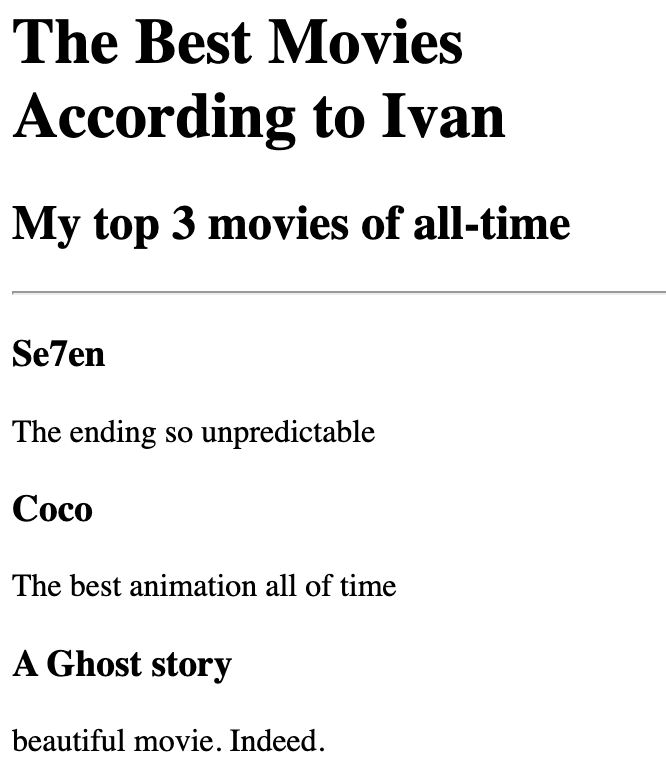 The Best Movies
According to Ivan
My top 3 movies of all-time
Se7en
The ending so unpredictable
Coco
The best animation all of time
A Ghost story
beautiful movie. Indeed.